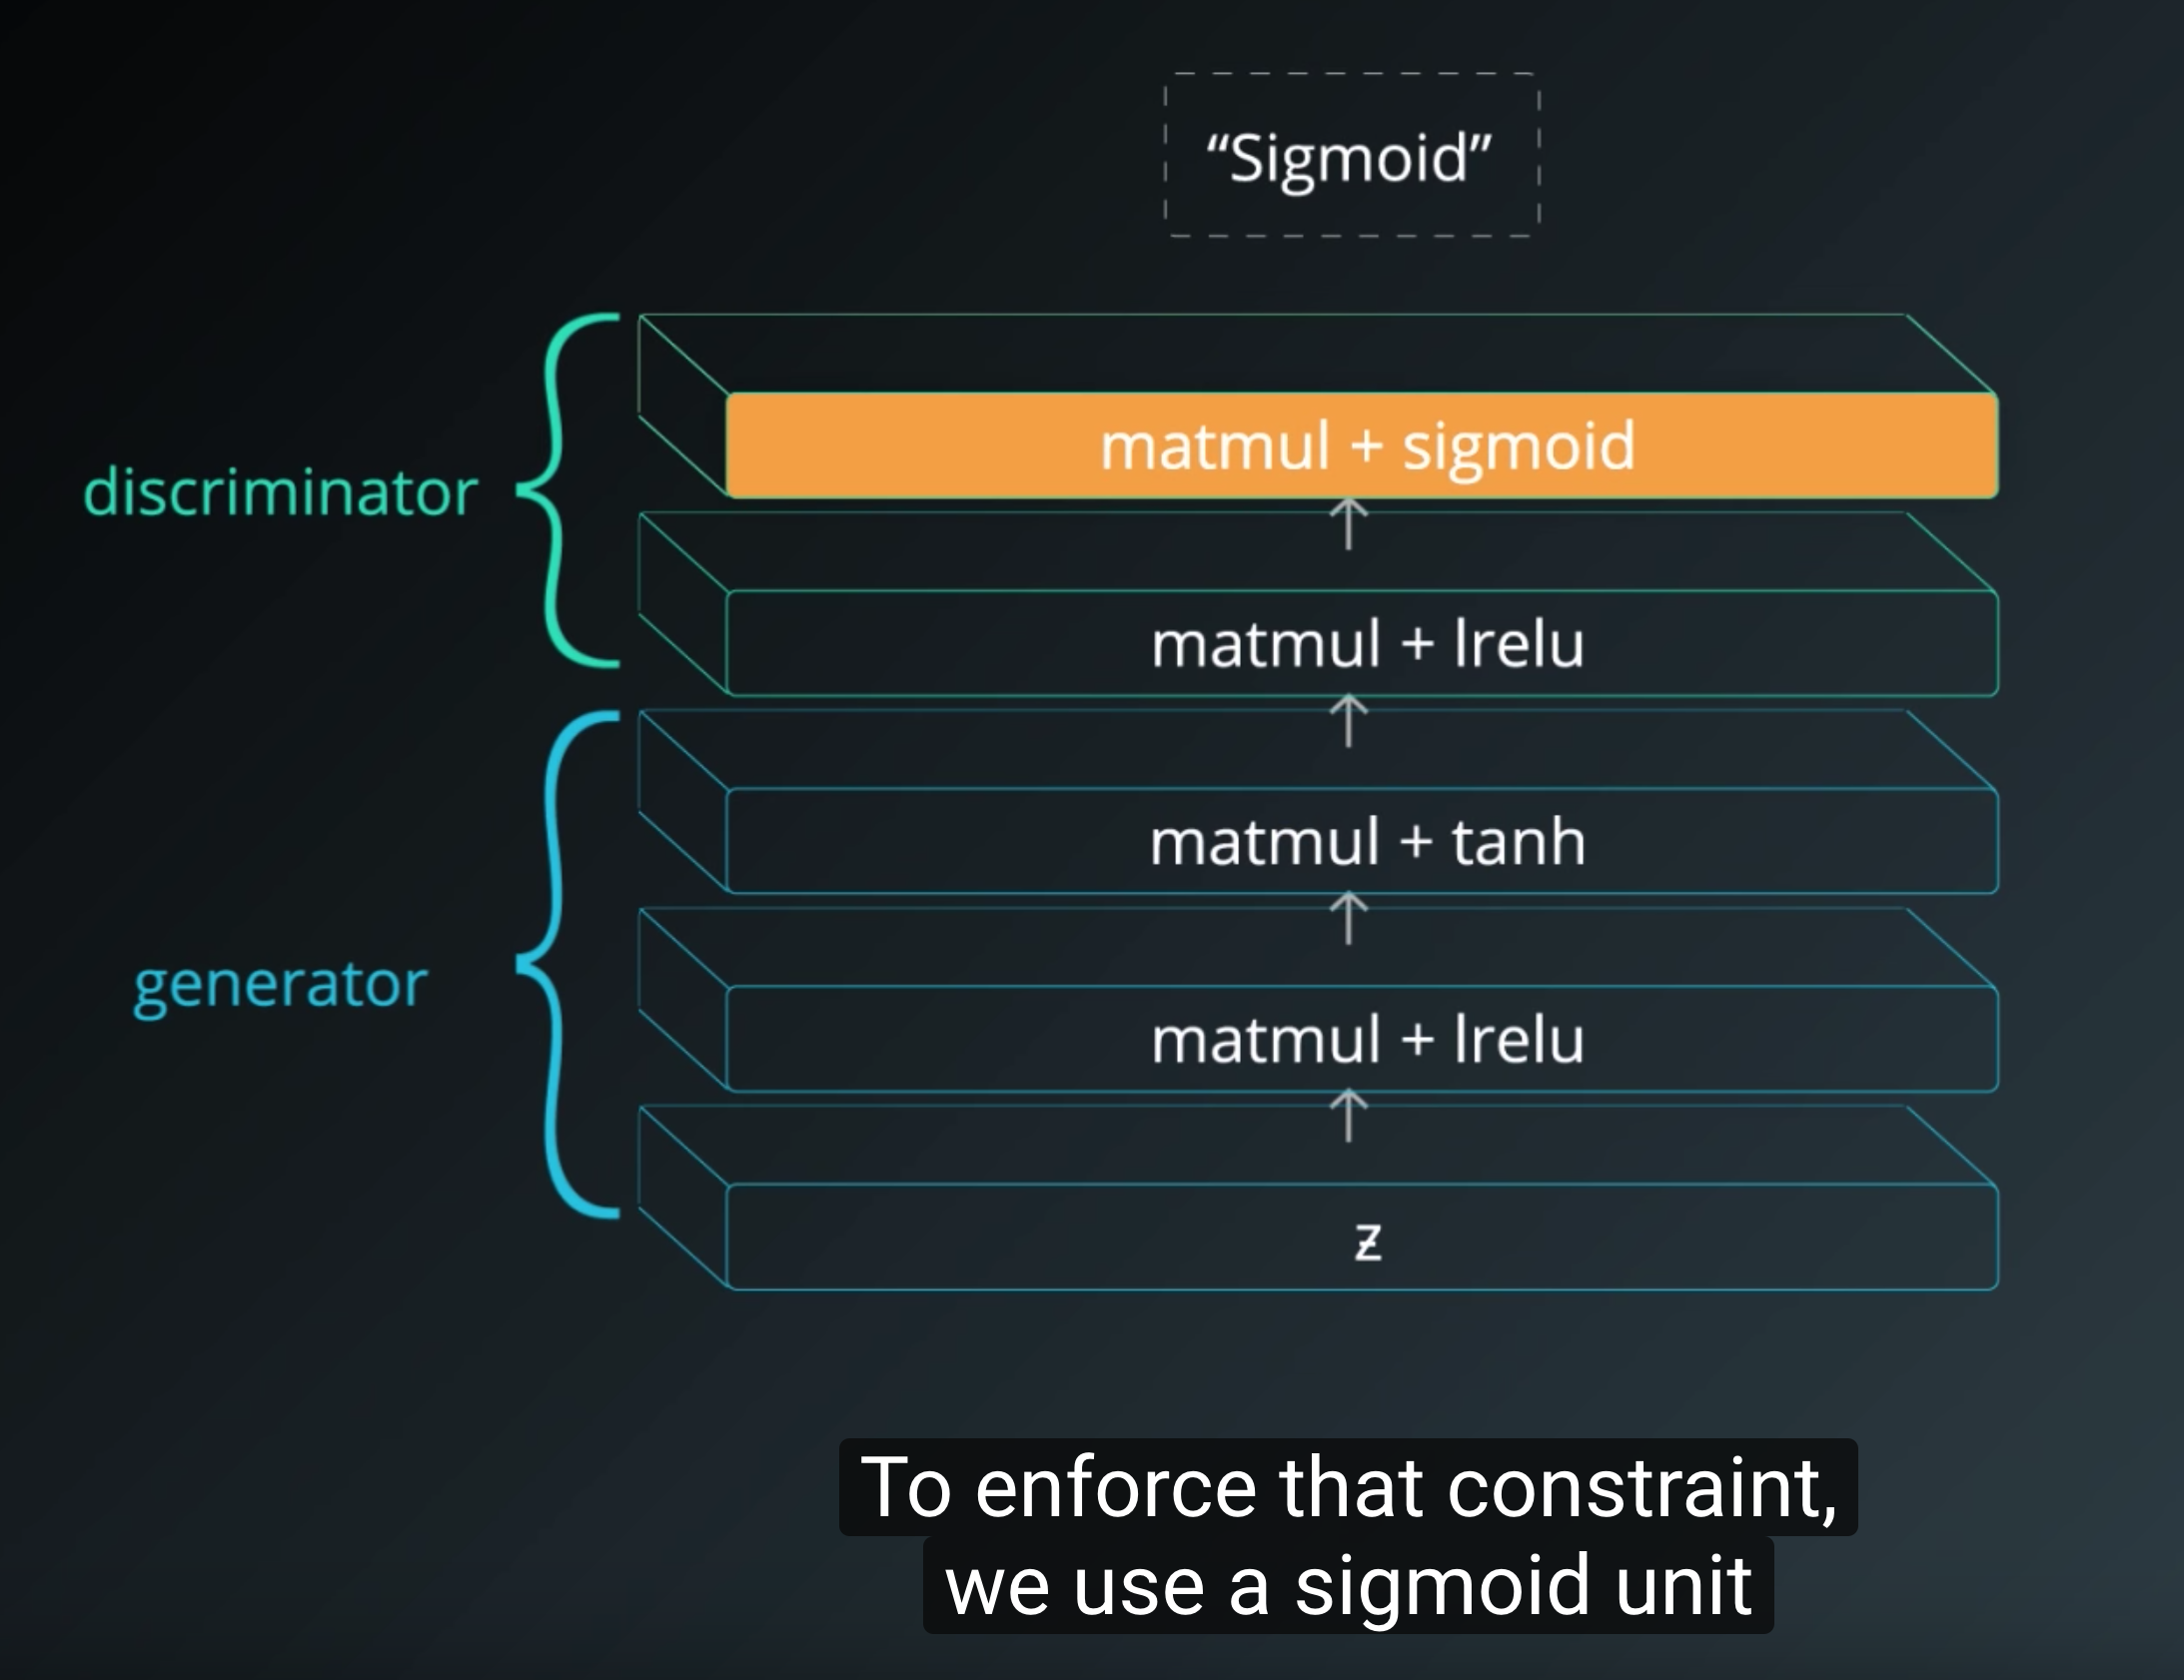 “Sigmoid”
matmul + sigmoid
discriminator
matmul + lrelu
matmul + tanh
generator
matmul + lrelu
z
To enforce that constraint,
we use a sigmoid unit